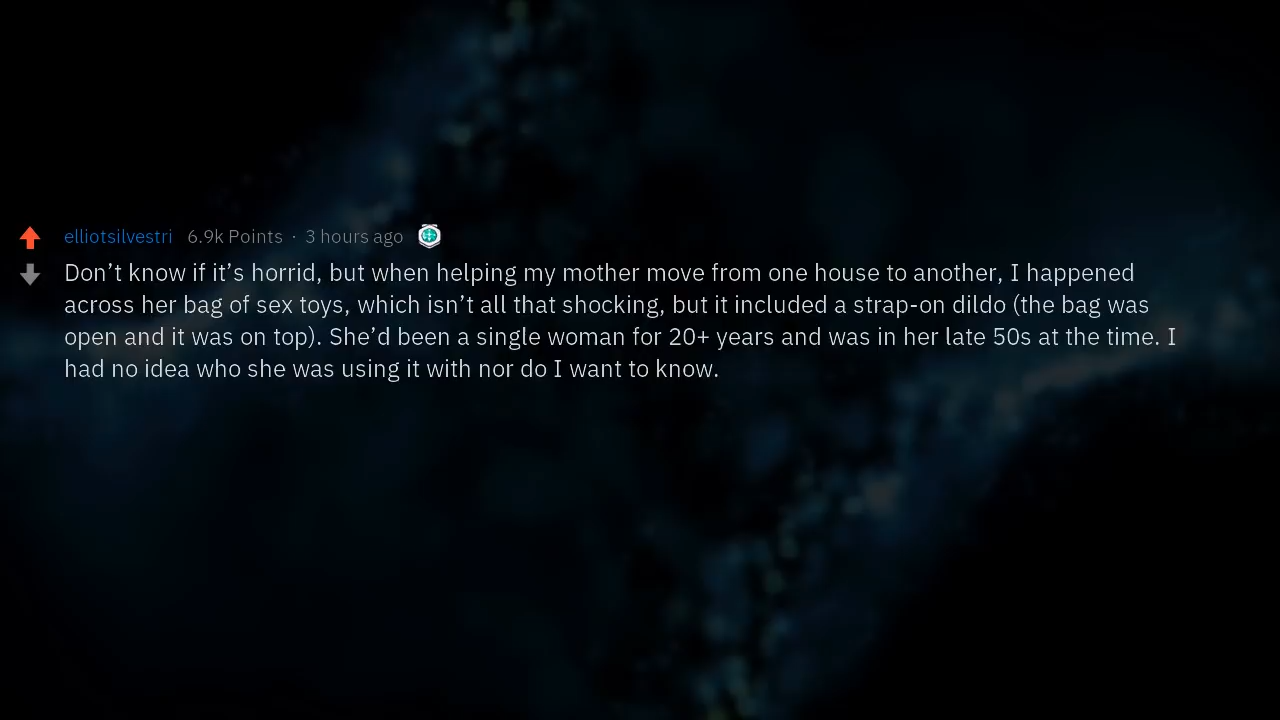 elliotsilvestri 6.9k Points · 3 hours ago
Don’t know if it’s horrid, but when helping my mother move from one house to another, I happened
across her bag of sex toys, which isn’t all that shocking, but it included a strap-on dildo (the bag was
open and it was on top). She’d been a single woman for 20+ years and was in her late 50s at the time. I
had no idea who she was using it with nor do I want to know.